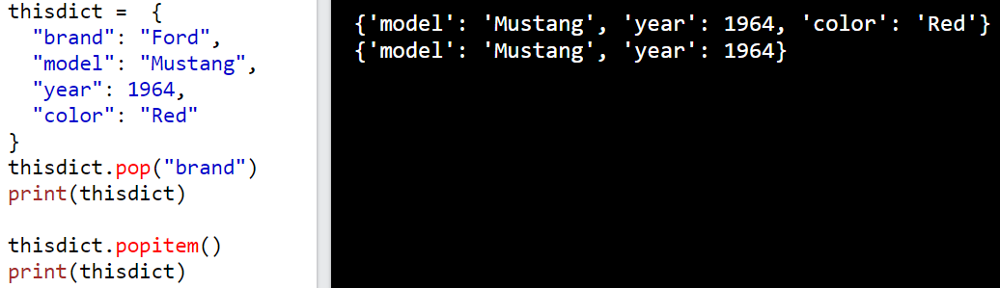 thisdict =  {
  "brand": "Ford",
  "model": "Mustang",
  "year": 1964,
  "color": "Red"
}
thisdict.pop("brand")
print(thisdict)

thisdict.popitem()
print(thisdict)
{'model': 'Mustang', 'year': 1964, 'color': 'Red'}
{'model': 'Mustang', 'year': 1964}